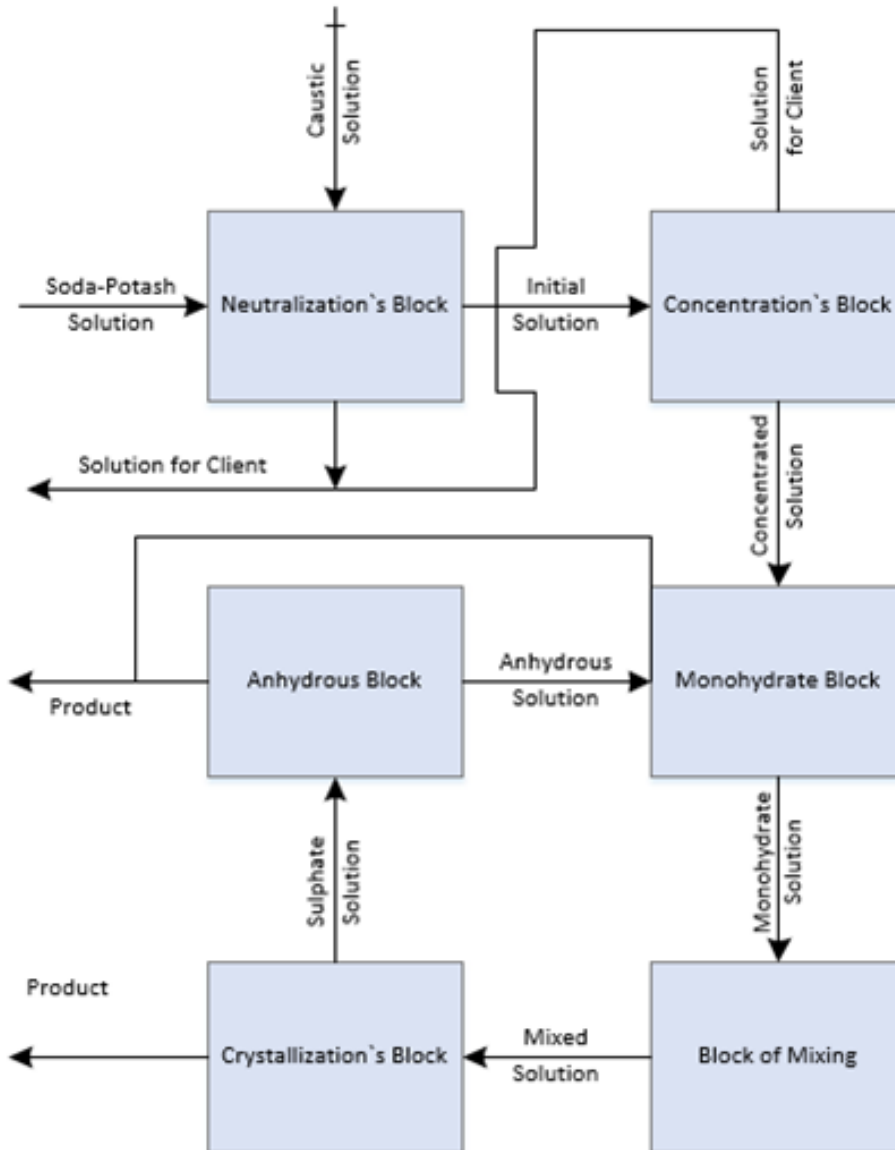 Caustic
Solution
Solution
for Client
Soda-Potash
Solution
Neutralization`s Block
Initial
Solution
Concentration`s Block
Solution for Client
Concentrated
Solution
Anhydrous Block
Anhydrous
Solution
Monohydrate Block
Product
Sulphate
Solution
Monohydrate
Solution
Product
Crystallization`s Block
Mixed
Solution
Block of Mixing